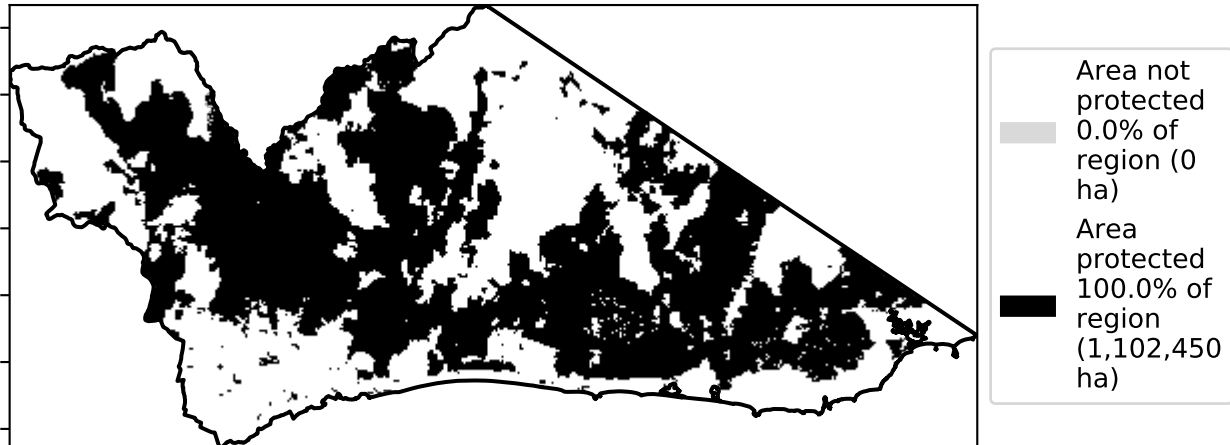 Area not
protected
0.0% of
region (0
ha)
Area
protected
100.0% of
region
(1,102,450
ha)